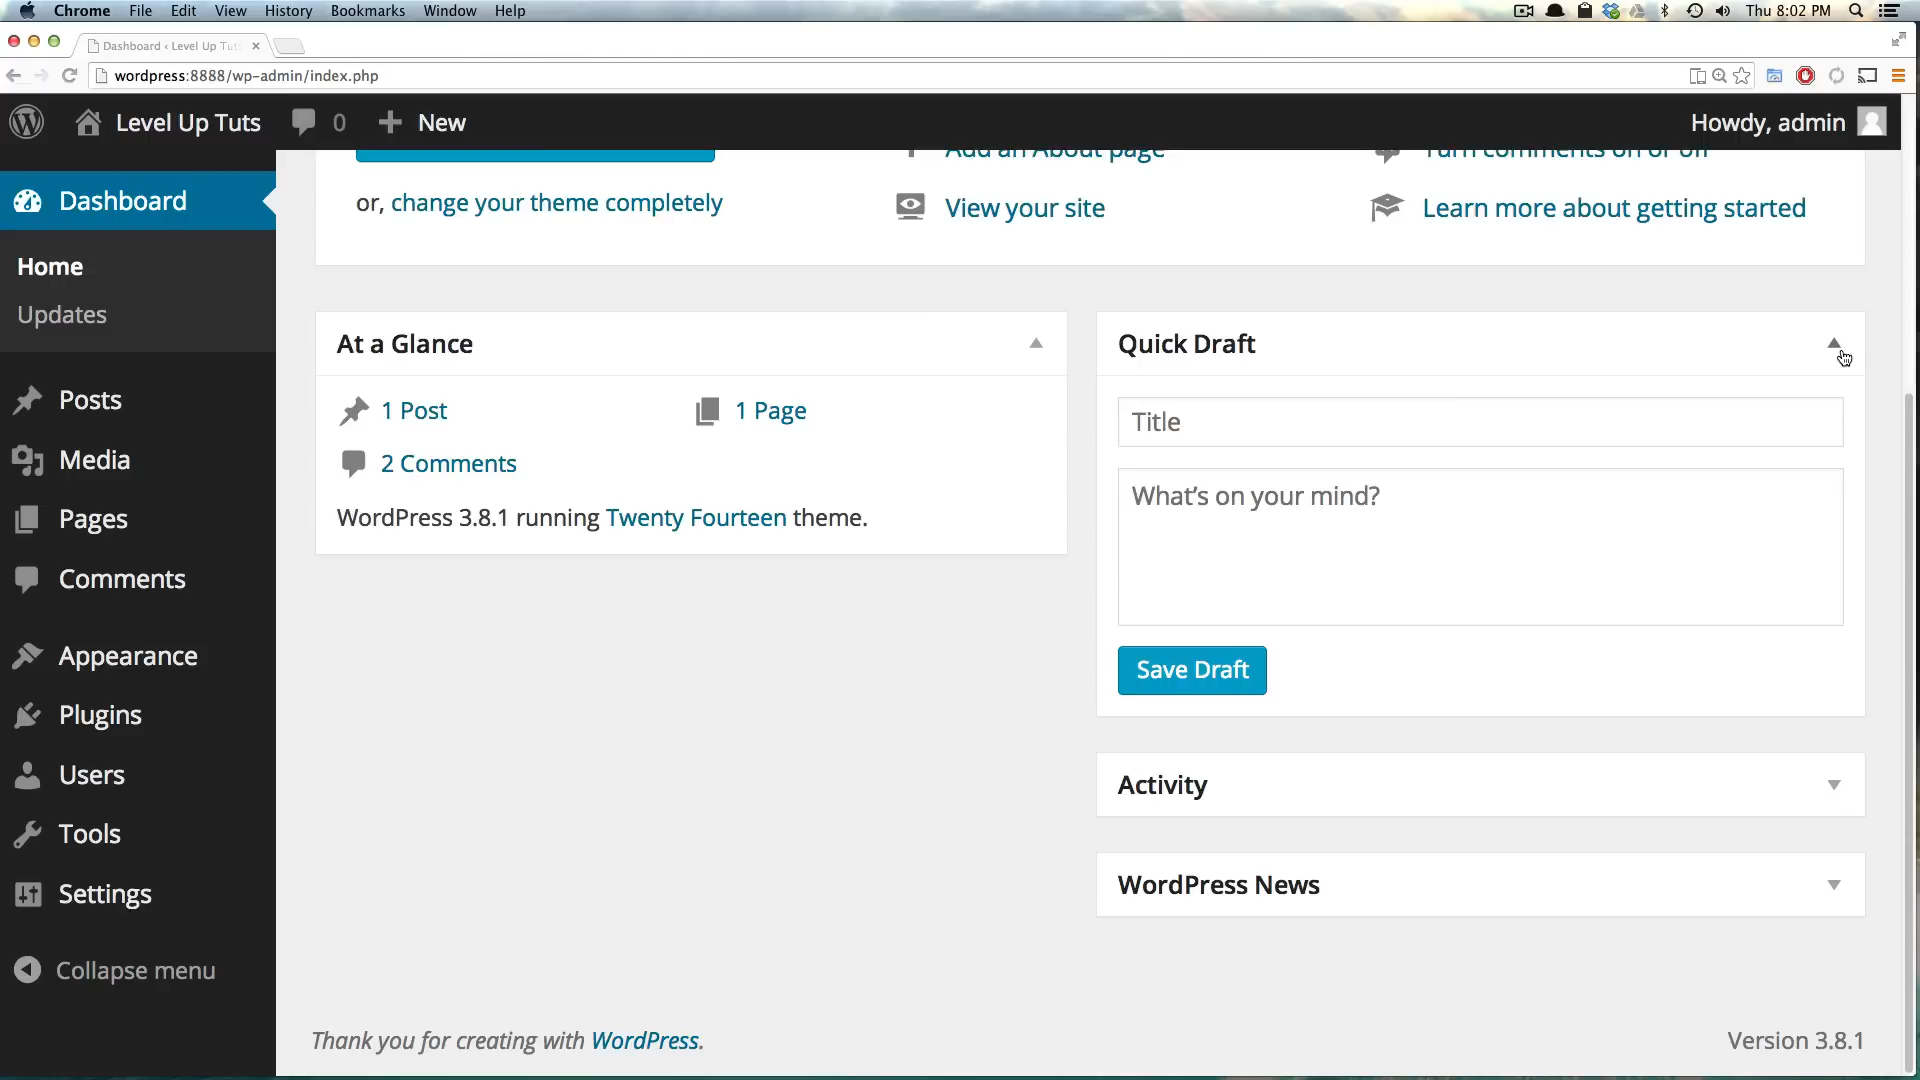 Chrome File Edit View History Bookmarks Window Help Thu 8:02 PM
Dashboard ‹ Level Up Tut
wordpress:8888/wp-admin/index.php
Level Up Tuts 0 New Howdy, admin
Add an About page Turn comments on or off
Dashboard
or, change your theme completely View your site Learn more about getting started
Home
Updates
At a Glance Quick Draft
Posts 1 Post 1 Page Title
Media 2 Comments
What's on your mind?
Pages WordPress 3.8.1 running Twenty Fourteen theme.
Comments
Appearance Save Draft
Plugins
Users Activity
Tools
Settings WordPress News
Collapse menu
Thank you for creating with WordPress. Version 3.8.1